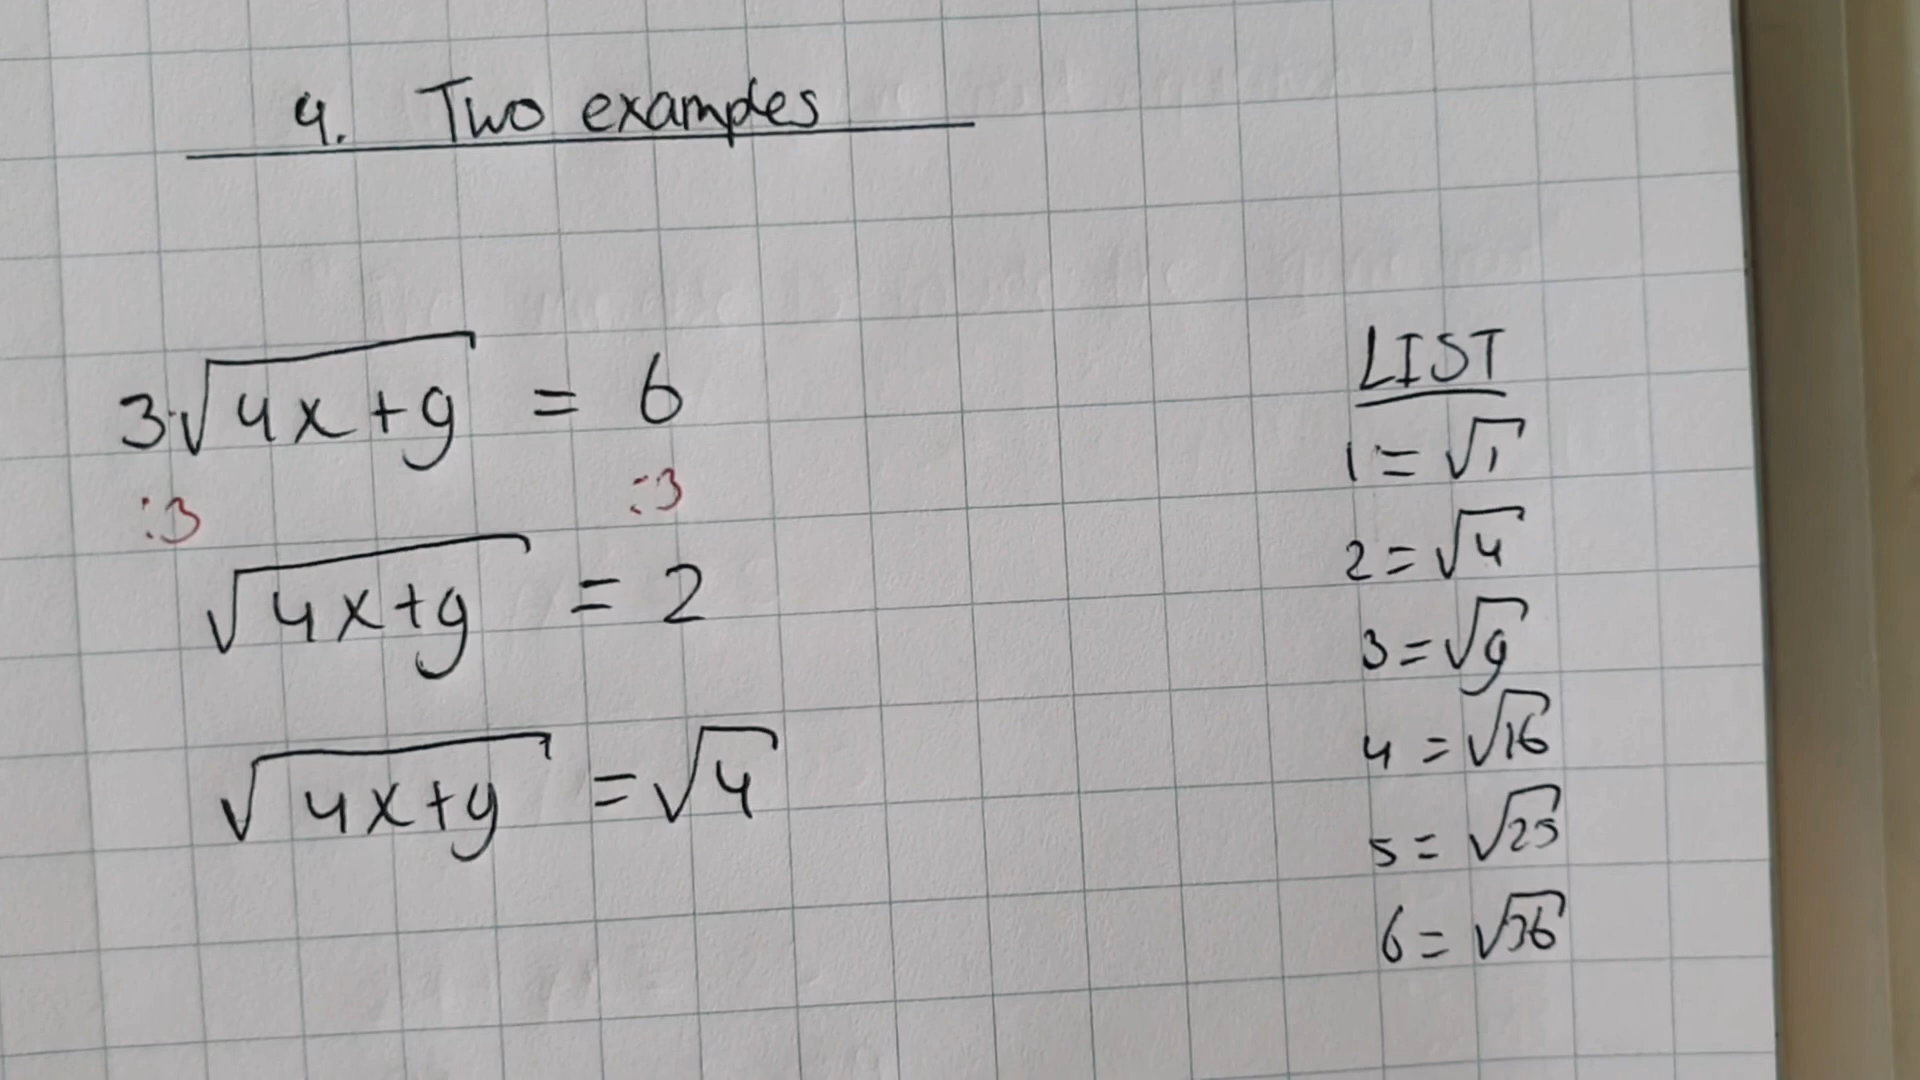 4. Two examples
3·√4x+9 = 6
:3 :3
√4x+9 = 2
√4x+9 = √4
LIST
1 = √1
2 = √4
3 = √9
4 = √16
5 = √25
6 = √36